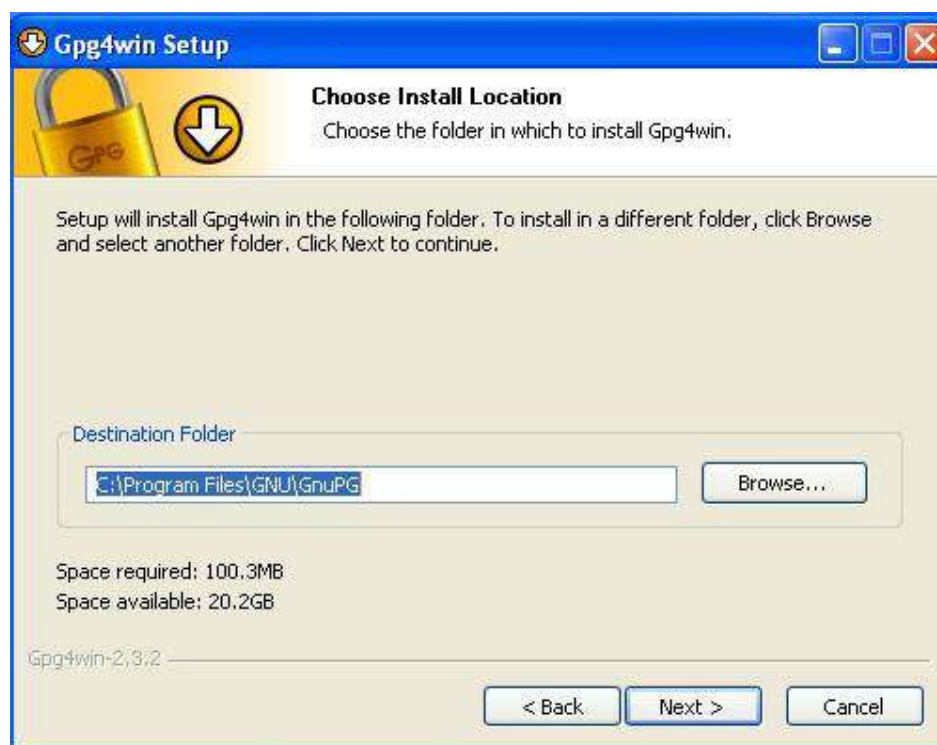 Gpg4win Setup
Choose Install Location
Choose the folder in which to install Gpg4win.
GPG
Setup will install Gpg4win in the following folder. To install in a different folder, click Browse
and select another folder. Click Next to continue.
Destination Folder
C:\Program Files\GNU\GnuPG
Browse...
Space required: 100.3MB
Space available: 20.2GB
Gpg4win-2.3.2
< Back
Next >
Cancel